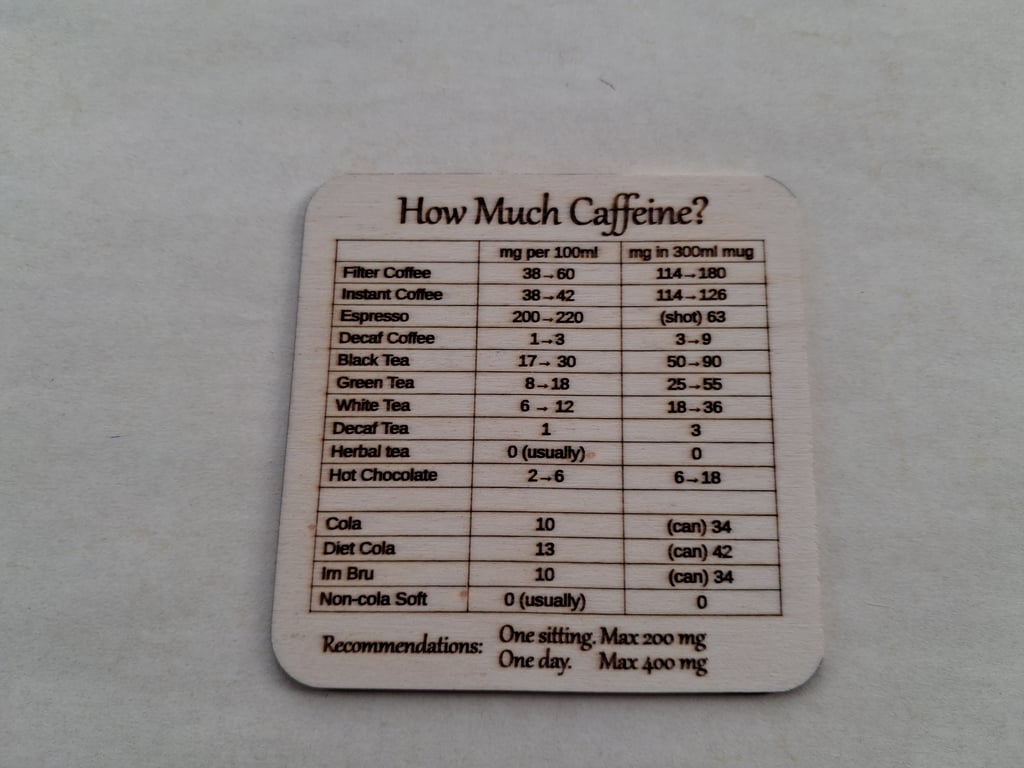 How Much Caffeine?
mg per 100ml mg in 300ml mug
Filter Coffee 38→60 114→180
Instant Coffee 38→42 114→126
Espresso 200→220 (shot) 63
Decaf Coffee 1→3 3→9
Black Tea 17→ 30 50→90
Green Tea 8→18 25→55
White Tea 6 → 12 18→36
Decaf Tea 1 3
Herbal tea 0 (usually) 0
Hot Chocolate 2→6 6→18
Cola 10 (can) 34
Diet Cola 13 (can) 42
Irn Bru 10 (can) 34
Non-cola Soft 0 (usually) 0
Recommendations: One sitting. Max 200 mg
One day. Max 400 mg